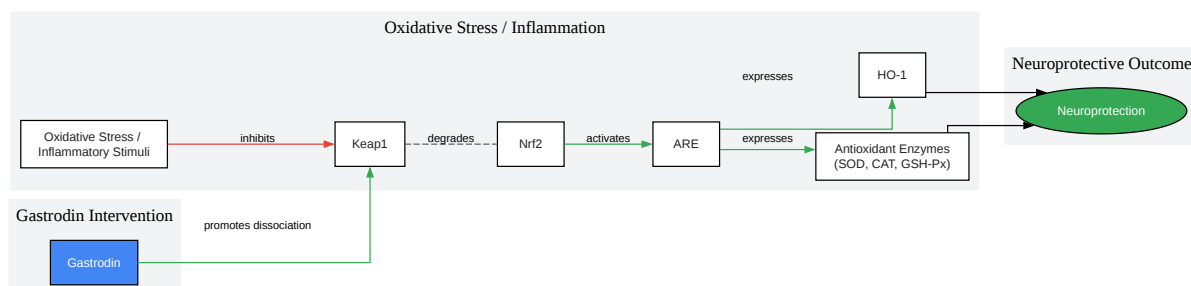 Oxidative Stress / Inflammation
Neuroprotective Outcome
HO-1
expresses
Neuroprotection
Oxidative Stress /
Inflammatory Stimuli
inhibits
Keap1
degrades
Nrf2
activates
ARE
expresses
Antioxidant Enzymes
(SOD, CAT, GSH-Px)
Gastrodin Intervention
promotes dissociation
Gastrodin